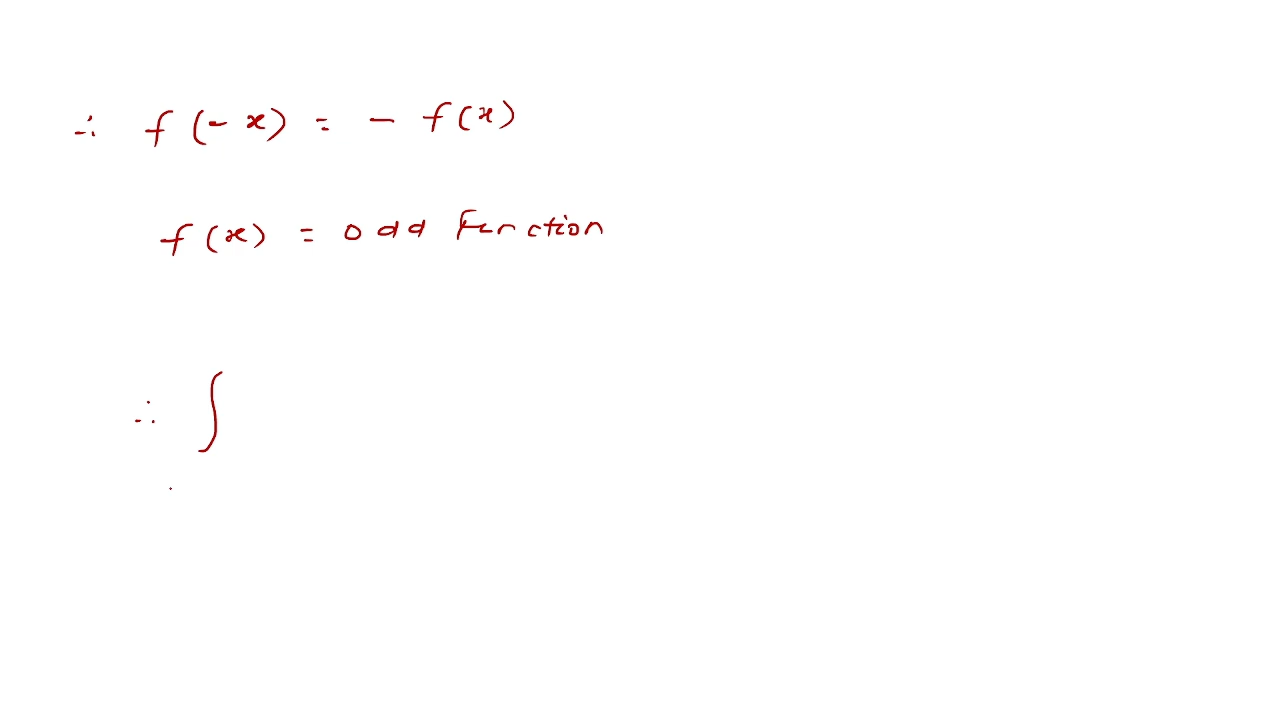 ∴ f(-x) = - f(x)
f(x) = odd Function
∴ ∫